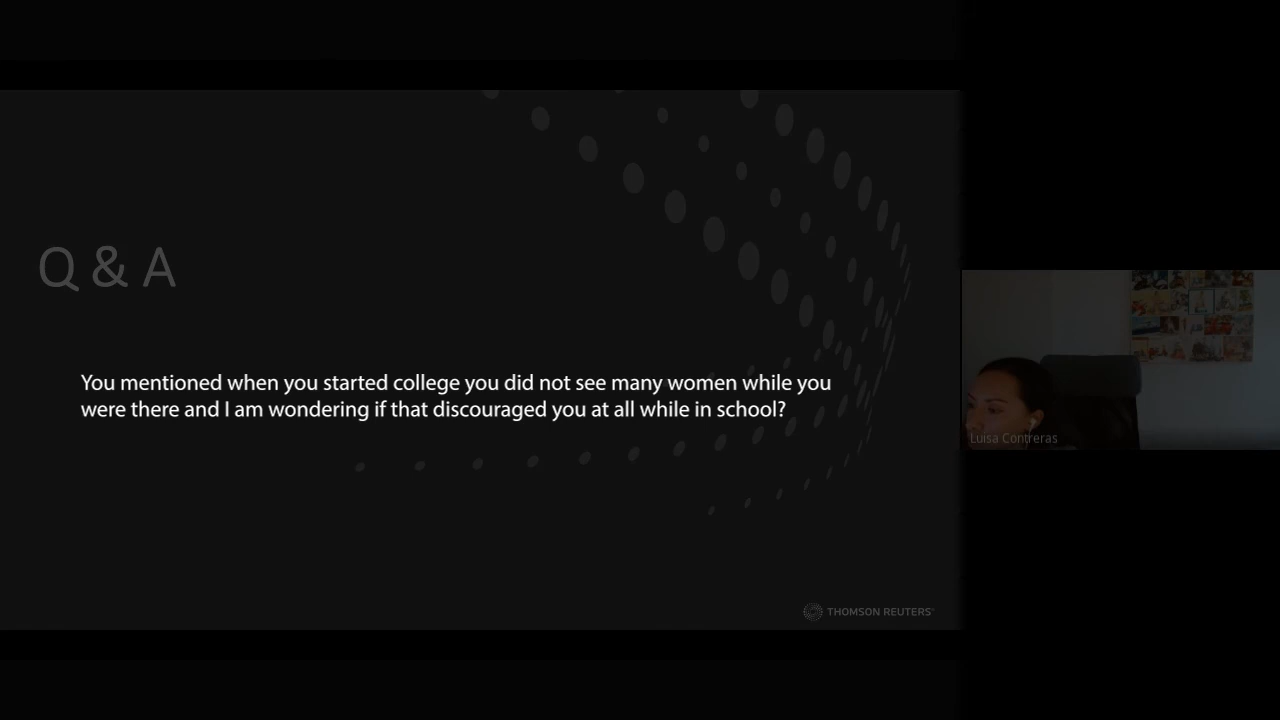 Q & A
You mentioned when you started college you did not see many women while you
were there and I am wondering if that discouraged you at all while in school?
Luisa Contreras
THOMSON REUTERS